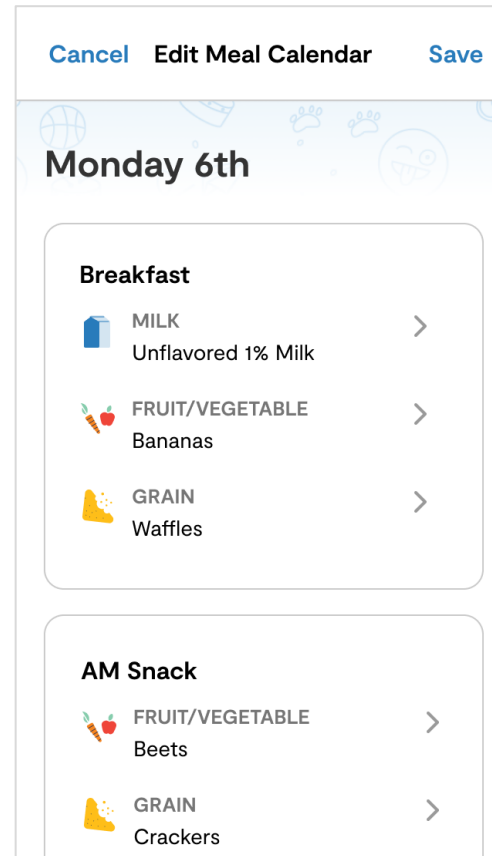 Cancel Edit Meal Calendar Save
Monday 6th
Breakfast
MILK
Unflavored 1% Milk
FRUIT/VEGETABLE
Bananas
GRAIN
Waffles
AM Snack
FRUIT/VEGETABLE
Beets
GRAIN
Crackers